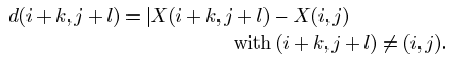 d(i + k, j + l) = |X(i + k, j + l) − X(i, j)
with (i + k, j + l) ≠ (i, j).